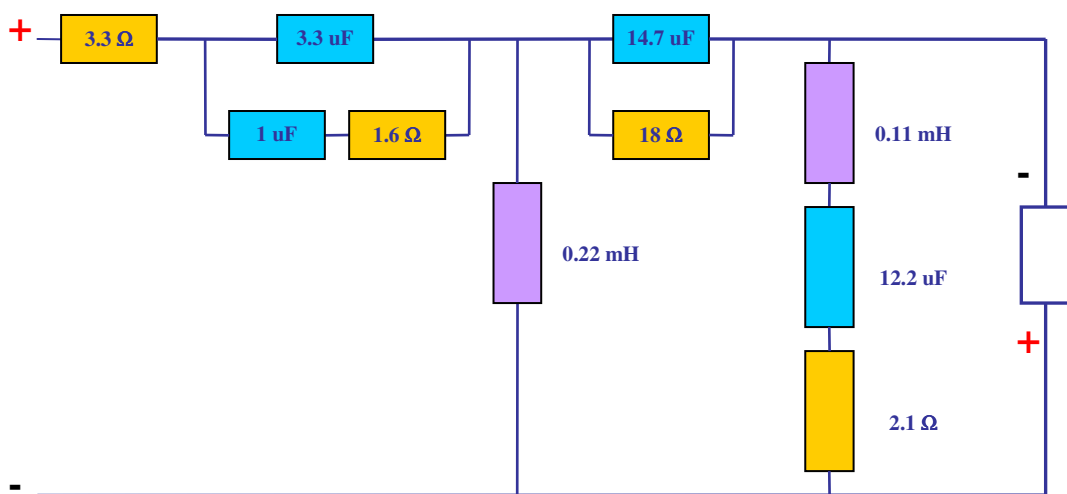 +
3.3 Ω
3.3 uF
14.7 uF
1 uF
1.6 Ω
18 Ω
0.11 mH
-
0.22 mH
12.2 uF
+
2.1 Ω
-